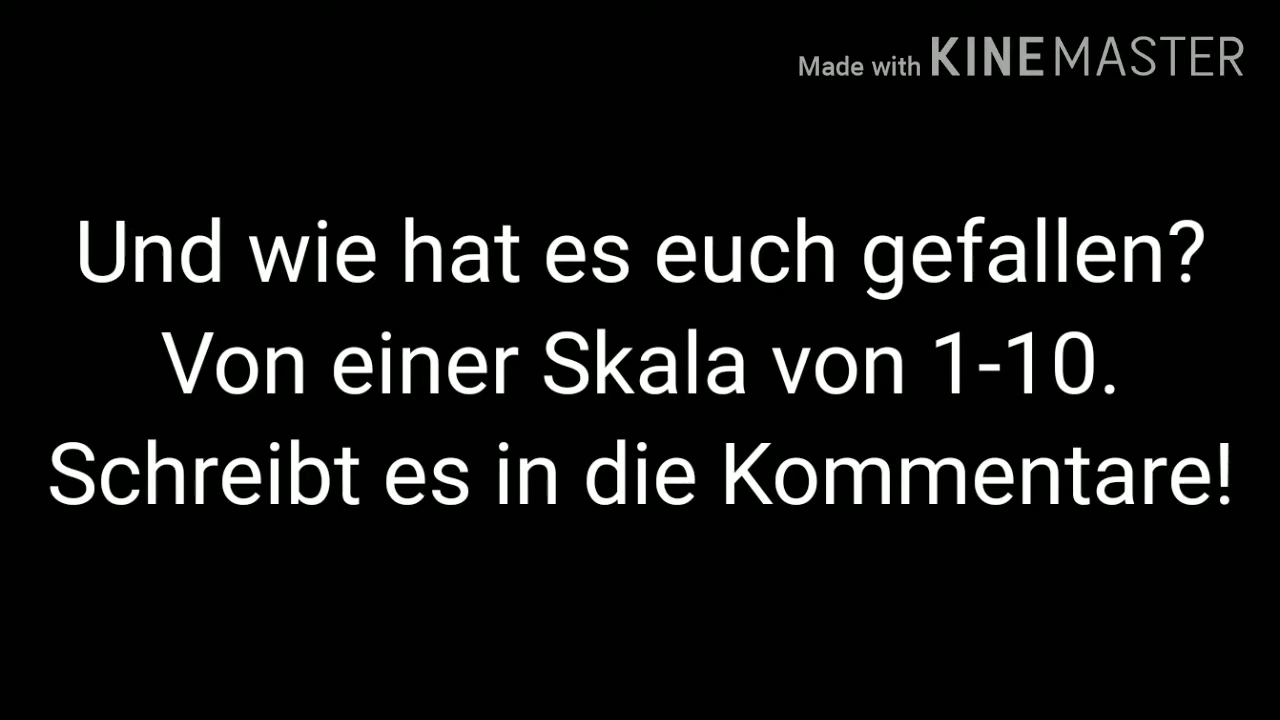 Made with KINEMASTER
Und wie hat es euch gefallen?
Von einer Skala von 1-10.
Schreibt es in die Kommentare!